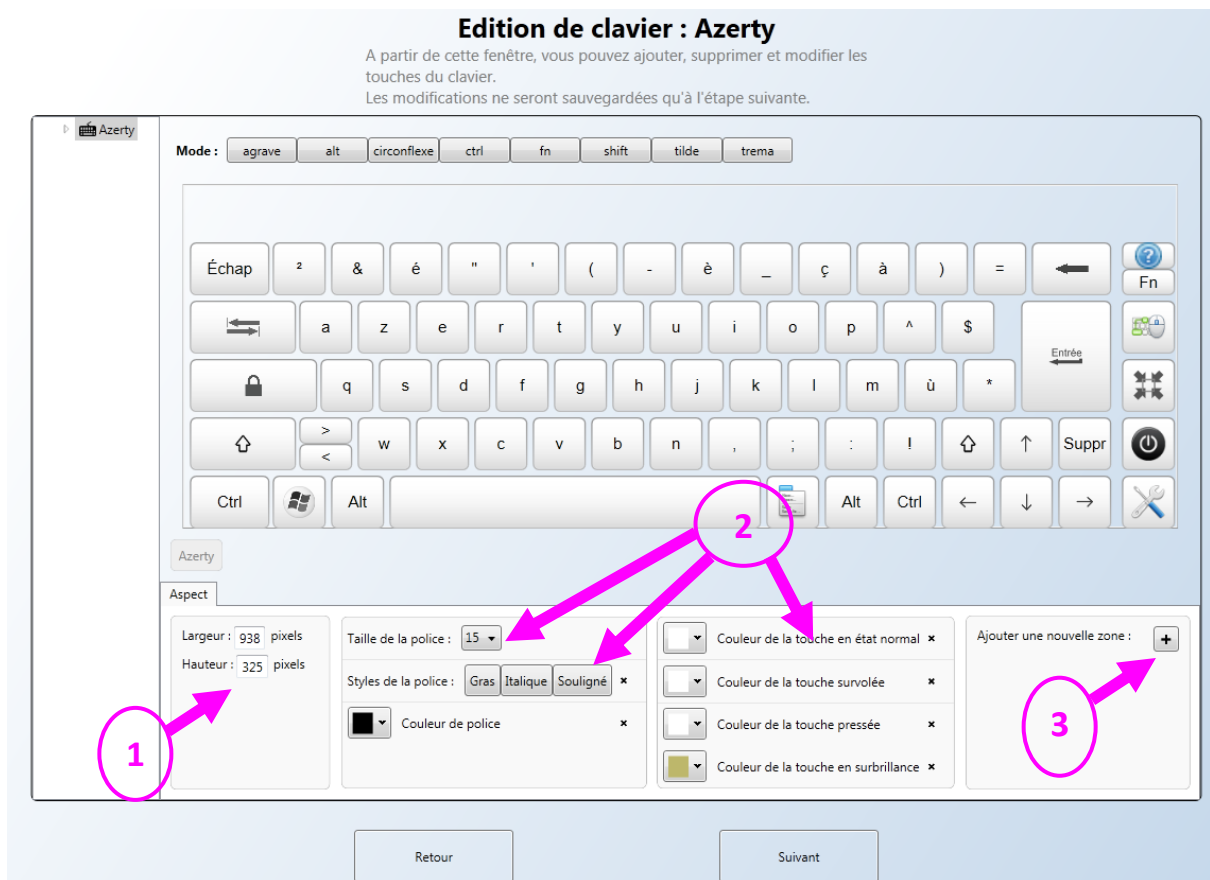 Edition de clavier : Azerty
A partir de cette fenêtre, vous pouvez ajouter, supprimer et modifier les
touches du clavier.
Les modifications ne seront sauvegardées qu'à l'étape suivante.
Azerty
Mode : agrave alt circonflexe ctrl fn shift tilde trema
Échap ² & é " ' ( - è _ ç à ) = ?
Fn
a z e r t y u i o p ^ $
Entrée
q s d f g h j k l m ù *
> w x c v b n , ; : ! ↑ Suppr
<
Ctrl Alt Alt Ctrl ← ↓ →
2
Azerty
Aspect
Largeur : 938 pixels
Hauteur : 325 pixels
1
Taille de la police : 15
Styles de la police : Gras Italique Souligné ×
Couleur de police ×
Couleur de la touche en état normal ×
Couleur de la touche survolée ×
Couleur de la touche pressée ×
Couleur de la touche en surbrillance ×
Ajouter une nouvelle zone : +
3
Retour Suivant